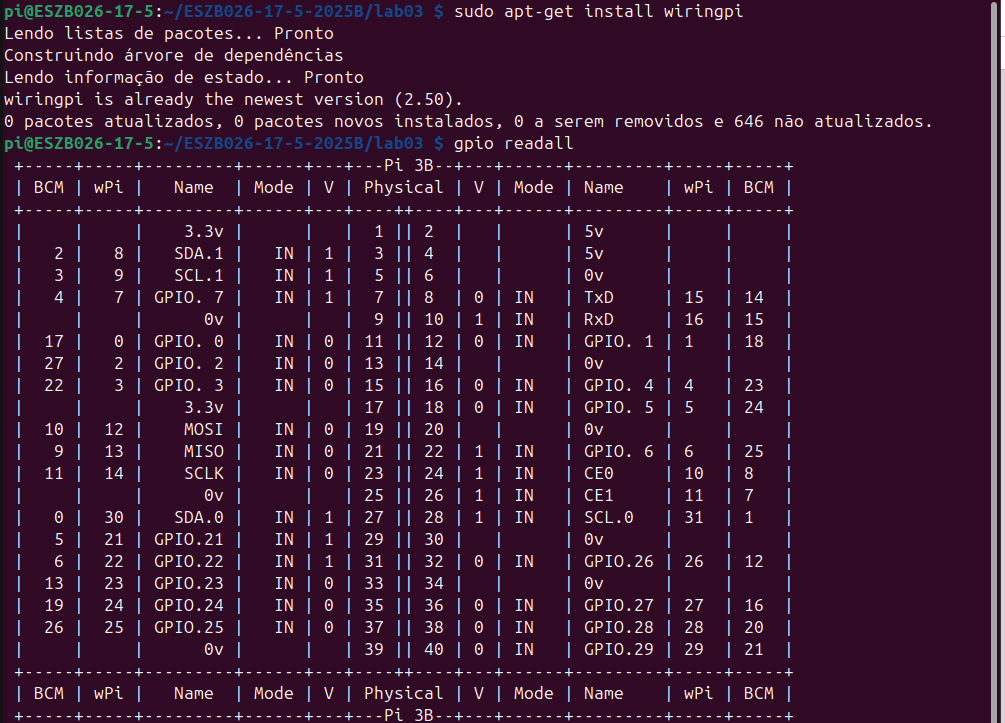 pi@ESZB026-17-5:~/ESZB026-17-5-2025B/lab03 $ sudo apt-get install wiringpi
Lendo listas de pacotes... Pronto
Construindo árvore de dependências
Lendo informação de estado... Pronto
wiringpi is already the newest version (2.50).
0 pacotes atualizados, 0 pacotes novos instalados, 0 a serem removidos e 646 não atualizados.
pi@ESZB026-17-5:~/ESZB026-17-5-2025B/lab03 $ gpio readall
 +-----+-----+---------+------+---+---Pi 3B--+---+------+---------+-----+-----+
 | BCM | wPi |   Name  | Mode | V | Physical | V | Mode | Name    | wPi | BCM |
 +-----+-----+---------+------+---+----++----+---+------+---------+-----+-----+
 |     |     |    3.3v |      |   |  1 || 2  |   |      | 5v      |     |     |
 |   2 |   8 |   SDA.1 |   IN | 1 |  3 || 4  |   |      | 5v      |     |     |
 |   3 |   9 |   SCL.1 |   IN | 1 |  5 || 6  |   |      | 0v      |     |     |
 |   4 |   7 | GPIO. 7 |   IN | 1 |  7 || 8  | 0 | IN   | TxD     | 15  | 14  |
 |     |     |      0v |      |   |  9 || 10 | 1 | IN   | RxD     | 16  | 15  |
 |  17 |   0 | GPIO. 0 |   IN | 0 | 11 || 12 | 0 | IN   | GPIO. 1 | 1   | 18  |
 |  27 |   2 | GPIO. 2 |   IN | 0 | 13 || 14 |   |      | 0v      |     |     |
 |  22 |   3 | GPIO. 3 |   IN | 0 | 15 || 16 | 0 | IN   | GPIO. 4 | 4   | 23  |
 |     |     |    3.3v |      |   | 17 || 18 | 0 | IN   | GPIO. 5 | 5   | 24  |
 |  10 |  12 |    MOSI |   IN | 0 | 19 || 20 |   |      | 0v      |     |     |
 |   9 |  13 |    MISO |   IN | 0 | 21 || 22 | 1 | IN   | GPIO. 6 | 6   | 25  |
 |  11 |  14 |    SCLK |   IN | 0 | 23 || 24 | 1 | IN   | CE0     | 10  | 8   |
 |     |     |      0v |      |   | 25 || 26 | 1 | IN   | CE1     | 11  | 7   |
 |   0 |  30 |   SDA.0 |   IN | 1 | 27 || 28 | 1 | IN   | SCL.0   | 31  | 1   |
 |   5 |  21 | GPIO.21 |   IN | 1 | 29 || 30 |   |      | 0v      |     |     |
 |   6 |  22 | GPIO.22 |   IN | 1 | 31 || 32 | 0 | IN   | GPIO.26 | 26  | 12  |
 |  13 |  23 | GPIO.23 |   IN | 0 | 33 || 34 |   |      | 0v      |     |     |
 |  19 |  24 | GPIO.24 |   IN | 0 | 35 || 36 | 0 | IN   | GPIO.27 | 27  | 16  |
 |  26 |  25 | GPIO.25 |   IN | 0 | 37 || 38 | 0 | IN   | GPIO.28 | 28  | 20  |
 |     |     |      0v |      |   | 39 || 40 | 0 | IN   | GPIO.29 | 29  | 21  |
 +-----+-----+---------+------+---+----++----+---+------+---------+-----+-----+
 | BCM | wPi |   Name  | Mode | V | Physical | V | Mode | Name    | wPi | BCM |
 +-----+-----+---------+------+---+---Pi 3B--+---+------+---------+-----+-----+